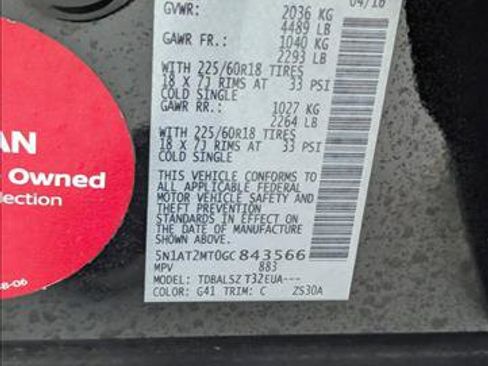 04/16
GVWR: 2036 KG
4489 LB
GAWR FR.: 1040 KG
2293 LB
WITH 225/60R18 TIRES
18 X 7J RIMS AT 33 PSI
COLD SINGLE
GAWR RR.: 1027 KG
2264 LB
WITH 225/60R18 TIRES
18 X 7J RIMS AT 33 PSI
COLD SINGLE
THIS VEHICLE CONFORMS TO
ALL APPLICABLE FEDERAL
MOTOR VEHICLE SAFETY AND
THEFT PREVENTION
STANDARDS IN EFFECT ON
THE DATE OF MANUFACTURE
SHOWN ABOVE.
5N1AT2MT0GC843566
MPV 883
MODEL: TDBALSZ T32EUA---
COLOR: G41 TRIM: C ZS30A
AN
Owned
lection
8-06